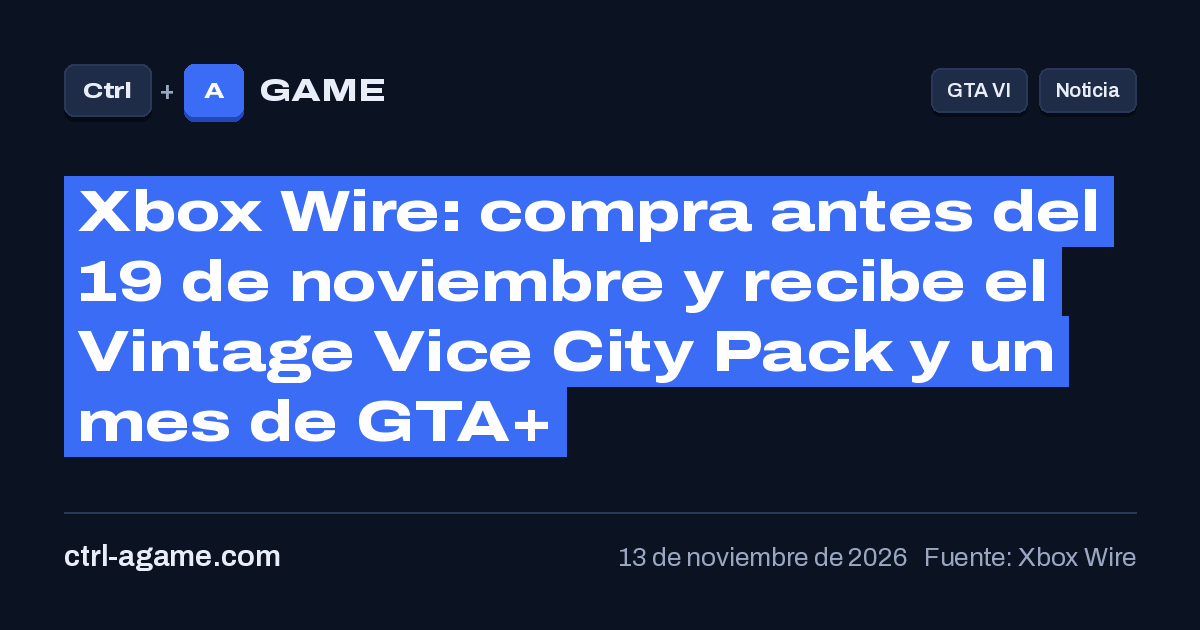 Ctrl + A GAME
GTA VI Noticia
Xbox Wire: compra antes del
19 de noviembre y recibe el
Vintage Vice City Pack y un
mes de GTA+
ctrl-agame.com
13 de noviembre de 2026 Fuente: Xbox Wire